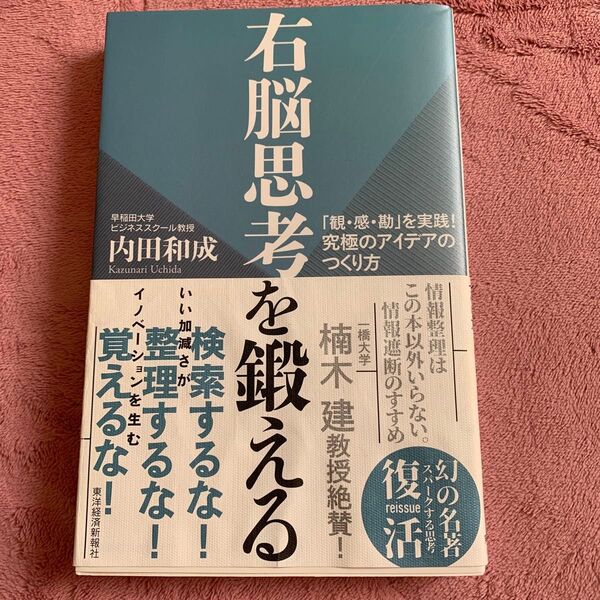 右脳思考を鍛える
「観・感・勘」を実践!
究極のアイデアの
つくり方
早稲田大学
ビジネススクール教授
内田和成
Kazunari Uchida
情報整理は
この本以外いらない。
情報遮断のすすめ
一橋大学
楠木 建教授絶賛!
検索するな!
いい加減さが
整理するな!
イノベーションを生む
覚えるな!
幻の名著
スパークする思考
復活
reissue
東洋経済新報社